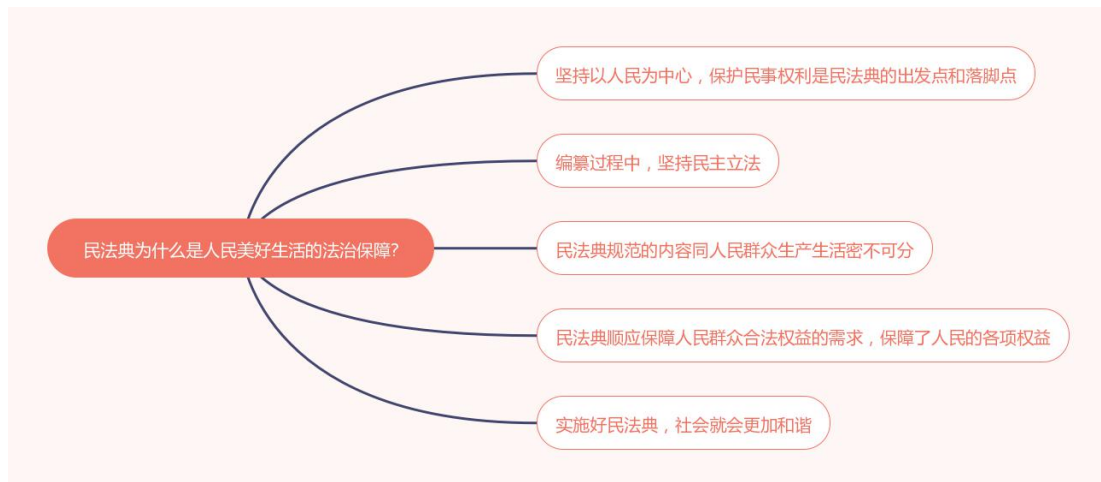 坚持以人民为中心，保护民事权利是民法典的出发点和落脚点
编纂过程中，坚持民主立法
民法典为什么是人民美好生活的法治保障?
民法典规范的内容同人民群众生产生活密不可分
民法典顺应保障人民群众合法权益的需求，保障了人民的各项权益
实施好民法典，社会就会更加和谐